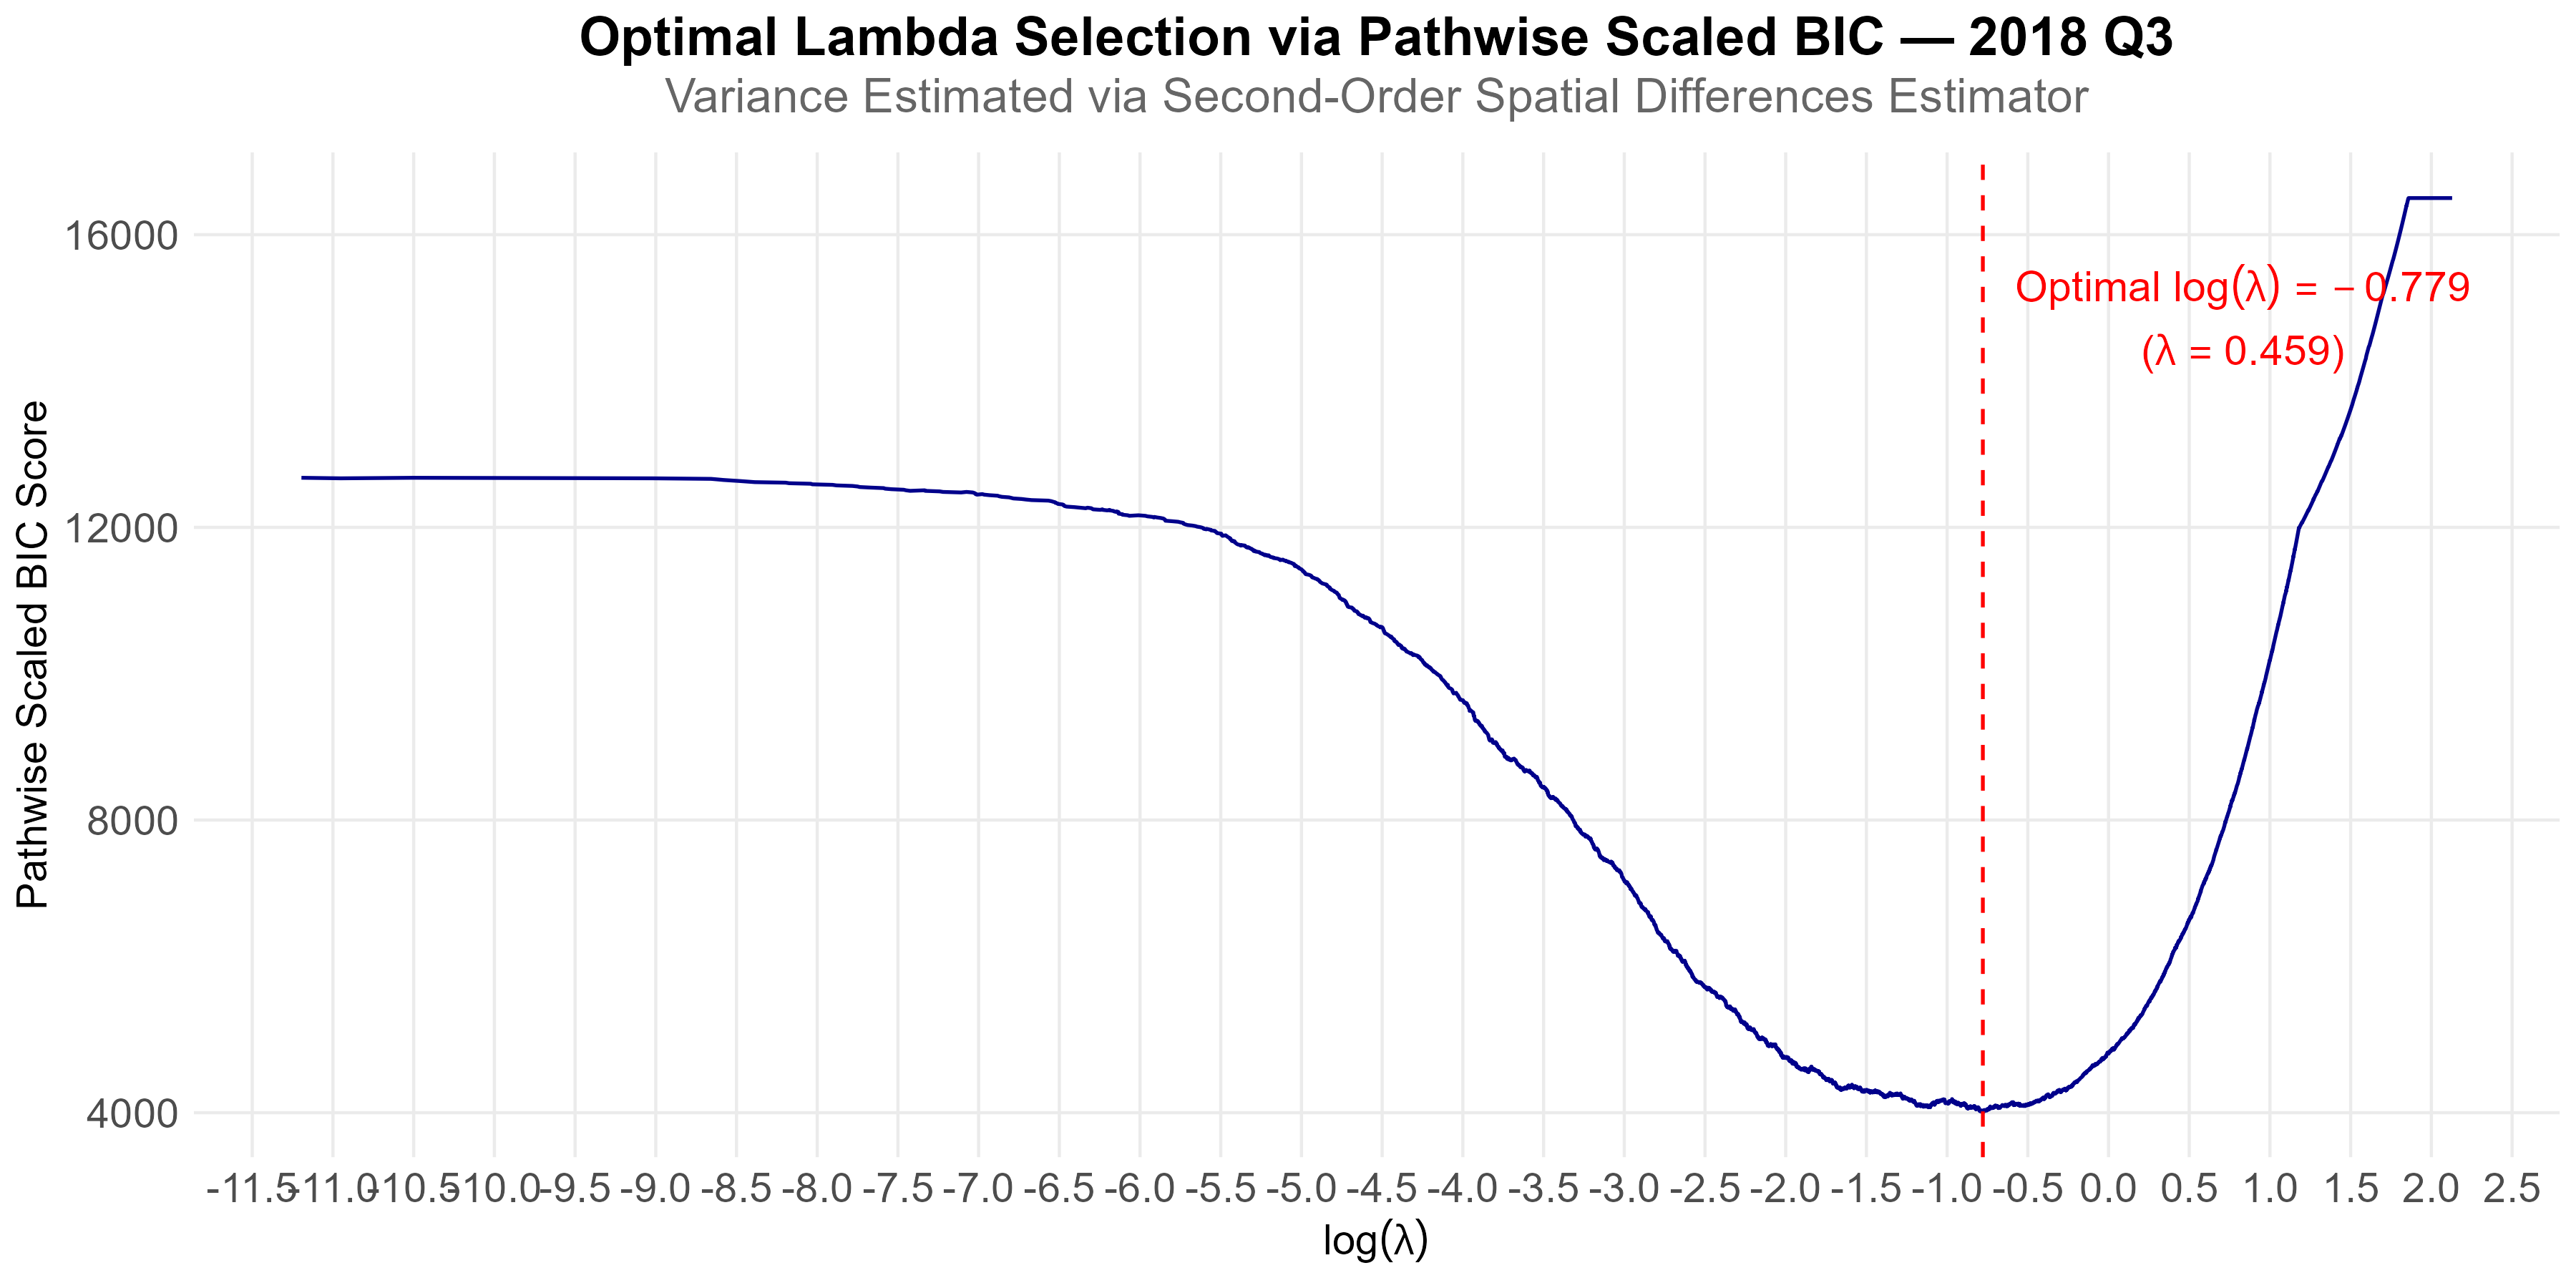 Optimal Lambda Selection via Pathwise Scaled BIC — 2018 Q3
Variance Estimated via Second-Order Spatial Differences Estimator
Pathwise Scaled BIC Score
16000
12000
8000
4000
Optimal log(λ) = − 0.779
(λ = 0.459)
-11.5 -11.0 -10.5 -10.0 -9.5 -9.0 -8.5 -8.0 -7.5 -7.0 -6.5 -6.0 -5.5 -5.0 -4.5 -4.0 -3.5 -3.0 -2.5 -2.0 -1.5 -1.0 -0.5 0.0 0.5 1.0 1.5 2.0 2.5
log(λ)